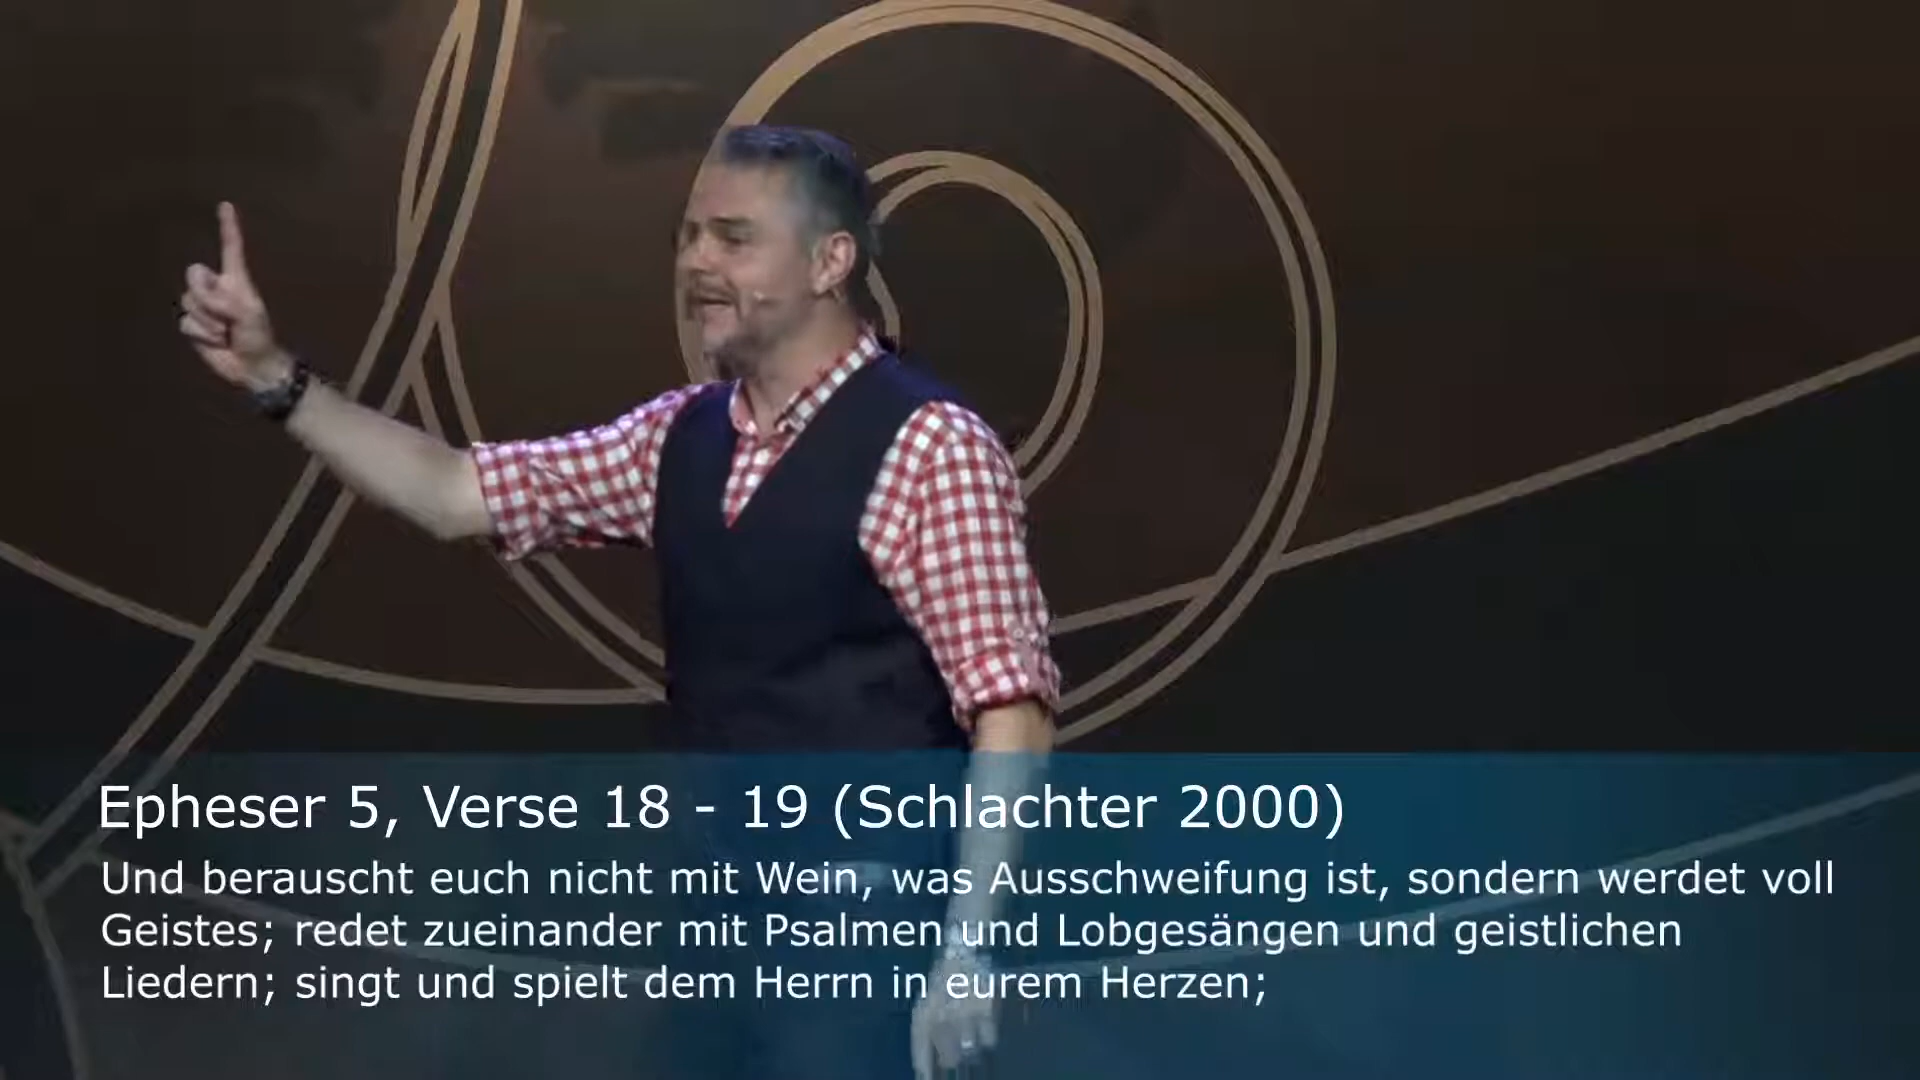 Epheser 5, Verse 18 - 19 (Schlachter 2000)
Und berauscht euch nicht mit Wein, was Ausschweifung ist, sondern werdet voll
Geistes; redet zueinander mit Psalmen und Lobgesängen und geistlichen
Liedern; singt und spielt dem Herrn in eurem Herzen;